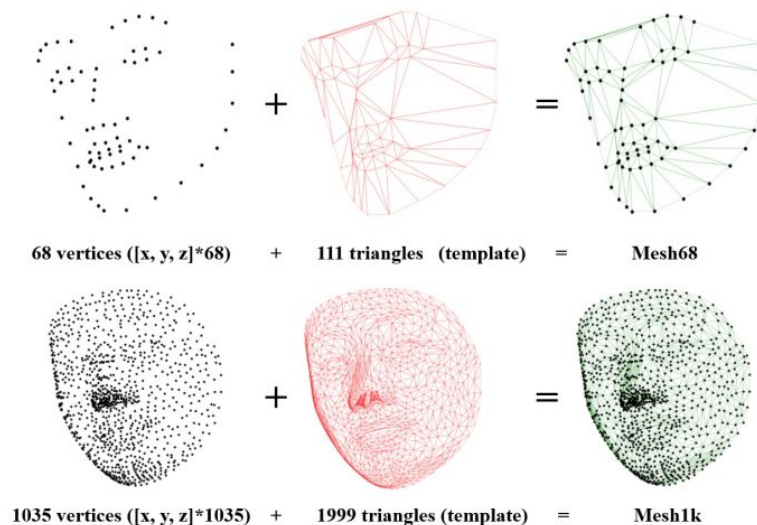 + =
68 vertices ([x, y, z]*68) + 111 triangles (template) = Mesh68
+ =
1035 vertices ([x, y, z]*1035) + 1999 triangles (template) = Mesh1k